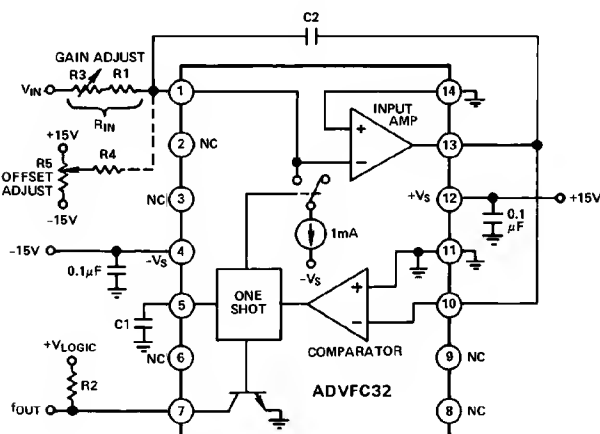 C2
GAIN ADJUST
VIN
R3
R1
RIN
1
14
INPUT
AMP
+
−
13
+15V
R5
OFFSET
ADJUST
R4
−15V
2
NC
NC
3
+VS
12
+15V
0.1
µF
1mA
−VS
−15V
4
−VS
0.1µF
11
5
C1
ONE
SHOT
+
−
10
COMPARATOR
+VLOGIC
R2
NC
6
ADVFC32
9
NC
fOUT
7
8
NC